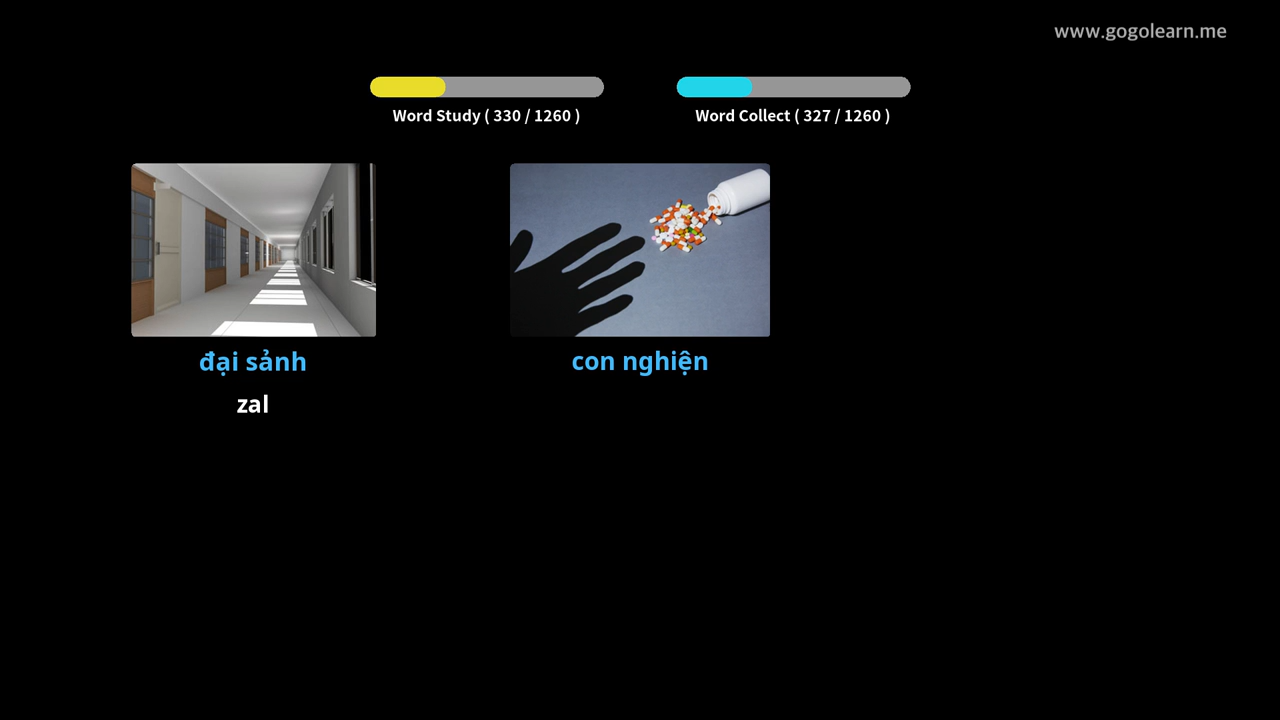 www.gogolearn.me
Word Study ( 330 / 1260 )
Word Collect ( 327 / 1260 )
đại sảnh
con nghiện
zal